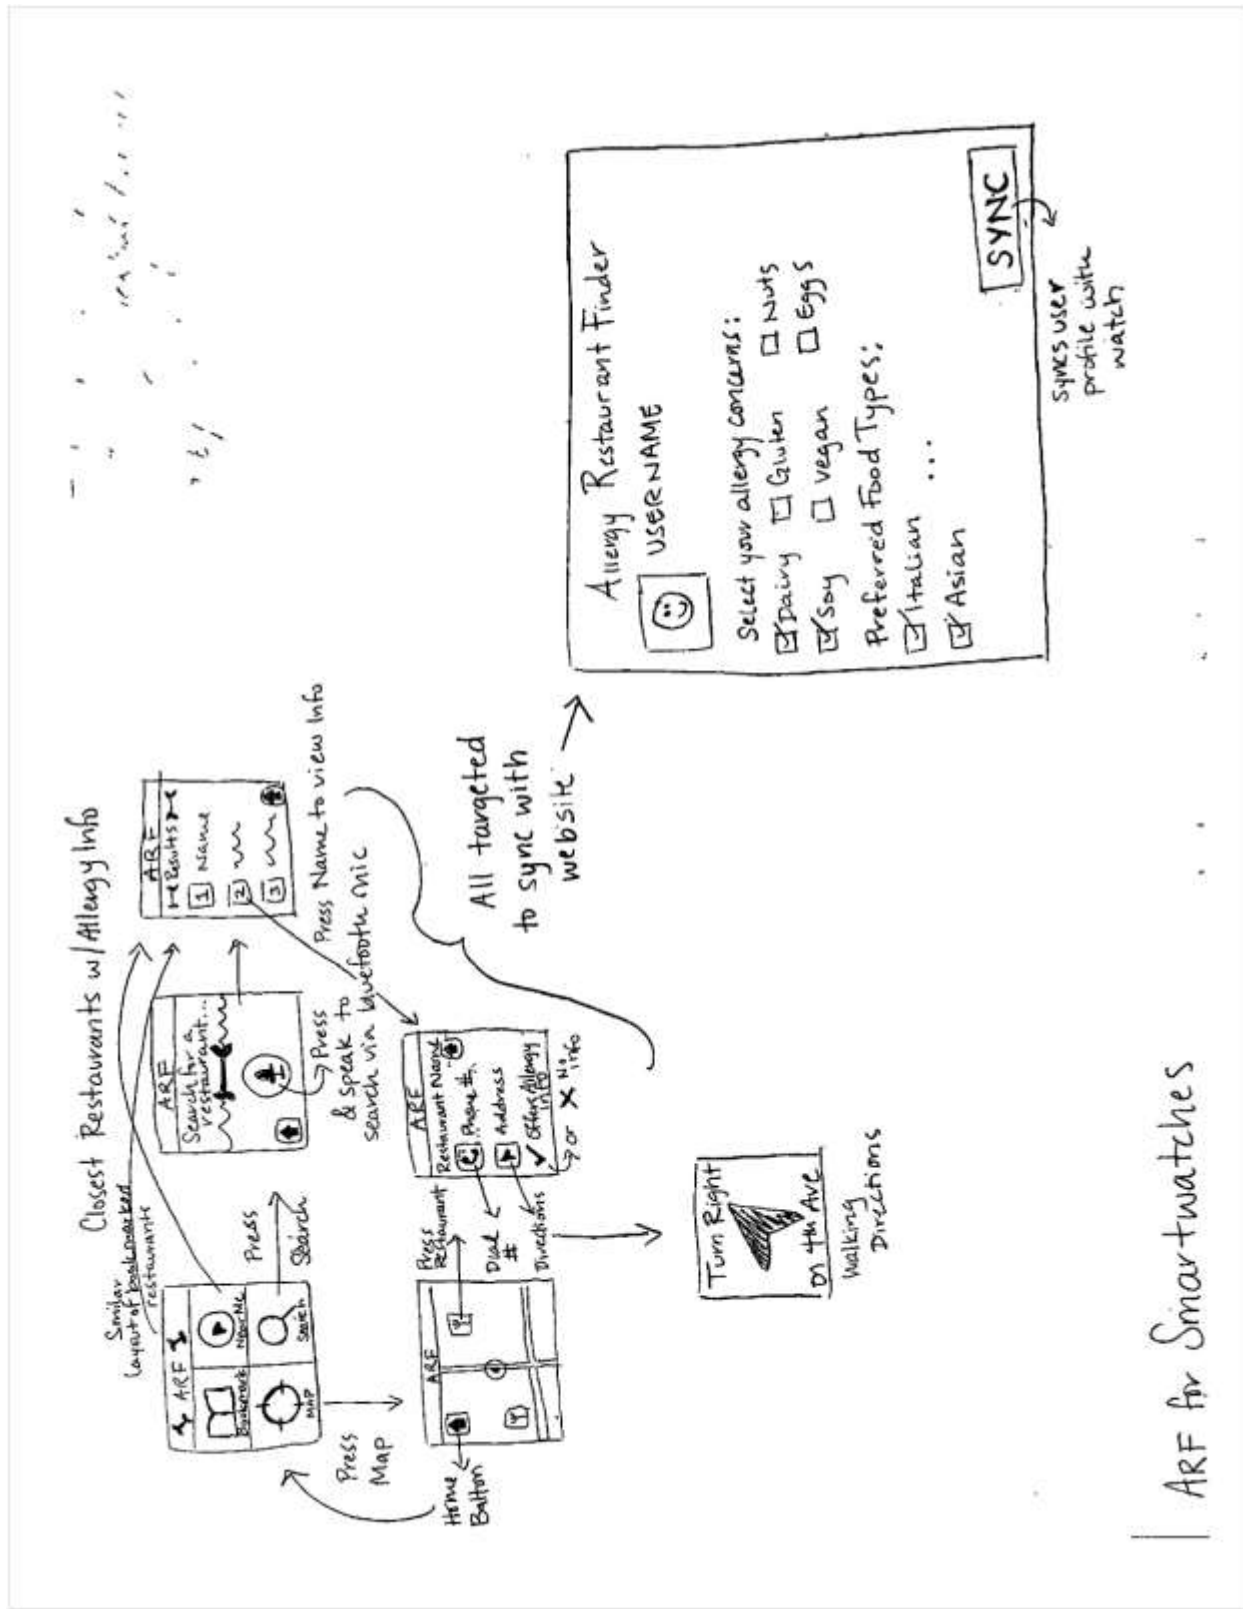 Closest Restaurants w/ Allergy Info
Similar
Layout of bookmarked
restaurants
ARF
Bookmark
Near Me
MAP
Search
Press
Search
ARF
Search for a
restaurant...
Press
& speak to
search via bluetooth mic
ARF
Results
1 Name
2
3
Press Name to view Info
Press
Map
Home
Button
ARF
Press
Restaurant
ARF
Restaurant Name
Phone #
Address
✓ Offers Allergy
Info
or X No
info
Dial
#
Directions
Turn Right
on 4th Ave
Walking
Directions
All targeted
to sync with
website
Allergy Restaurant Finder
USERNAME
Select your allergy concerns:
☑ Dairy ☐ Gluten ☐ Nuts
☑ Soy ☐ vegan ☐ Eggs
Preferred Food Types:
☑ Italian ...
☑ Asian
SYNC
syncs user
profile with
watch
ARF for Smartwatches